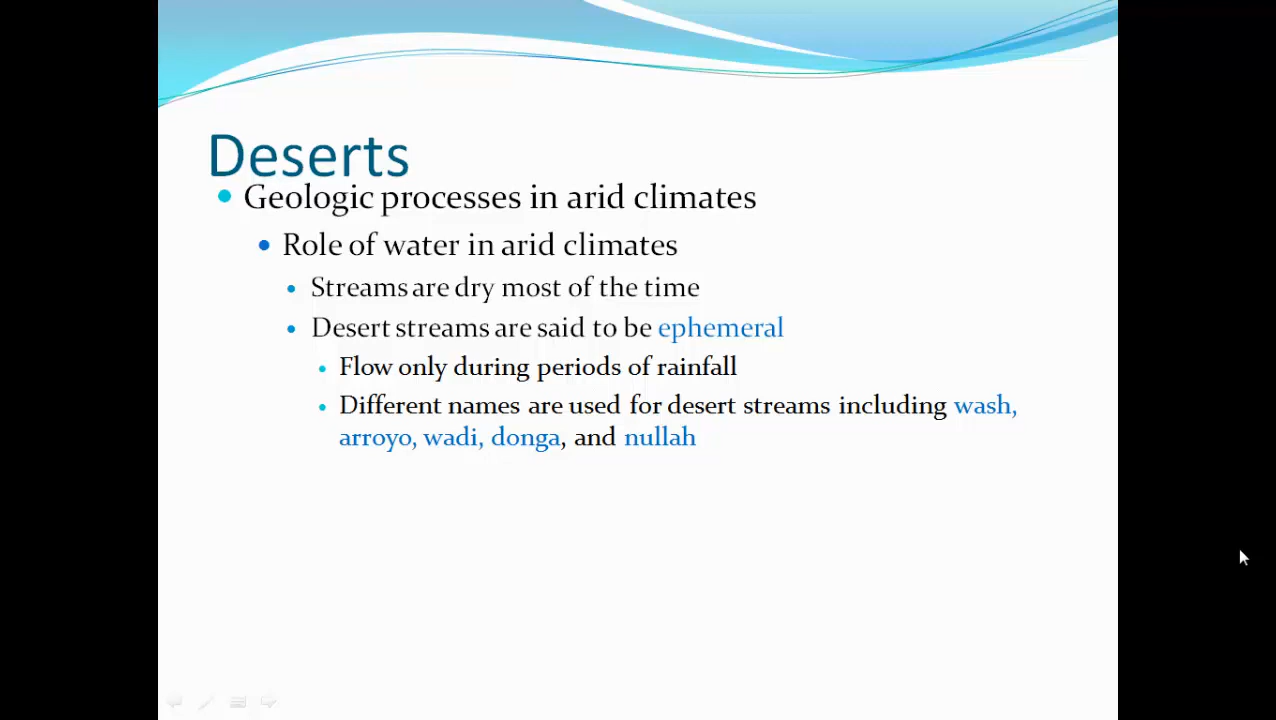 Deserts
Geologic processes in arid climates
Role of water in arid climates
Streams are dry most of the time
Desert streams are said to be ephemeral
Flow only during periods of rainfall
Different names are used for desert streams including wash,
arroyo, wadi, donga, and nullah